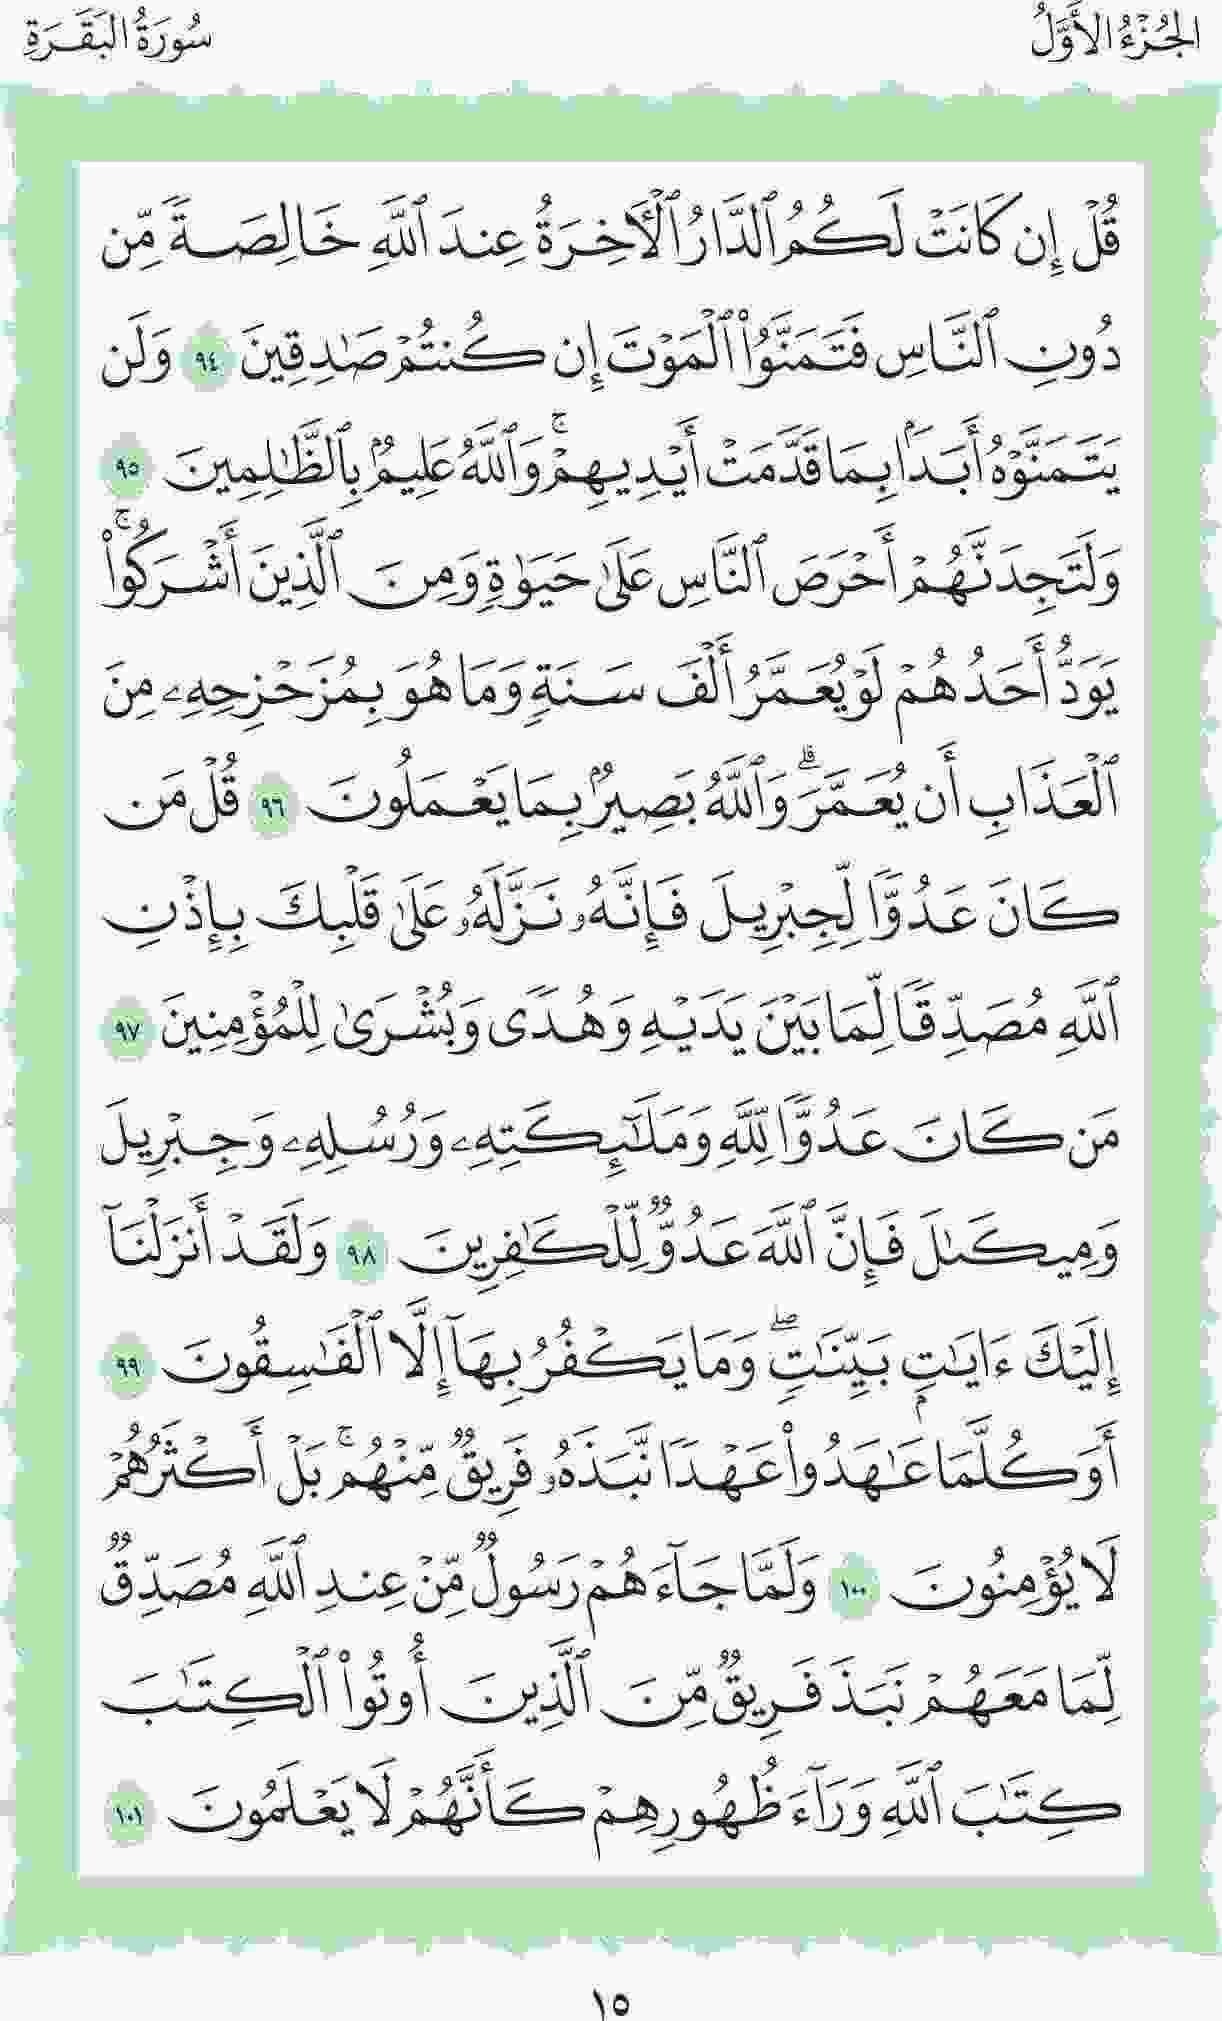 الجُزْءُ الأَوَّلُ
سُورَةُ البَقَرَةِ
قُلْ إِن كَانَتْ لَكُمُ ٱلدَّارُ ٱلْأَخِرَةُ عِندَ ٱللَّهِ خَالِصَةً مِّن
دُونِ ٱلنَّاسِ فَتَمَنَّوُاْ ٱلْمَوْتَ إِن كُنتُمْ صَٰدِقِينَ ٩٤ وَلَن
يَتَمَنَّوْهُ أَبَدَۢا بِمَا قَدَّمَتْ أَيْدِيهِمْۚ وَٱللَّهُ عَلِيمُۢ بِٱلظَّٰلِمِينَ ٩٥
وَلَتَجِدَنَّهُمْ أَحْرَصَ ٱلنَّاسِ عَلَىٰ حَيَوٰةٍ وَمِنَ ٱلَّذِينَ أَشْرَكُواْۚ
يَوَدُّ أَحَدُهُمْ لَوْ يُعَمَّرُ أَلْفَ سَنَةٍ وَمَا هُوَ بِمُزَحْزِحِهِۦ مِنَ
ٱلْعَذَابِ أَن يُعَمَّرَۗ وَٱللَّهُ بَصِيرُۢ بِمَا يَعْمَلُونَ ٩٦ قُلْ مَن
كَانَ عَدُوًّا لِّجِبْرِيلَ فَإِنَّهُۥ نَزَّلَهُۥ عَلَىٰ قَلْبِكَ بِإِذْنِ
ٱللَّهِ مُصَدِّقًا لِّمَا بَيْنَ يَدَيْهِ وَهُدًى وَبُشْرَىٰ لِلْمُؤْمِنِينَ ٩٧
مَن كَانَ عَدُوًّا لِّلَّهِ وَمَلَٰٓئِكَتِهِۦ وَرُسُلِهِۦ وَجِبْرِيلَ
وَمِيكَىٰلَ فَإِنَّ ٱللَّهَ عَدُوٌّ لِّلْكَٰفِرِينَ ٩٨ وَلَقَدْ أَنزَلْنَآ
إِلَيْكَ ءَايَٰتِۭ بَيِّنَٰتٍۖ وَمَا يَكْفُرُ بِهَآ إِلَّا ٱلْفَٰسِقُونَ ٩٩
أَوَكُلَّمَا عَٰهَدُواْ عَهْدًا نَّبَذَهُۥ فَرِيقٌ مِّنْهُمۚ بَلْ أَكْثَرُهُمْ
لَا يُؤْمِنُونَ ١٠٠ وَلَمَّا جَآءَهُمْ رَسُولٌ مِّنْ عِندِ ٱللَّهِ مُصَدِّقٌ
لِّمَا مَعَهُمْ نَبَذَ فَرِيقٌ مِّنَ ٱلَّذِينَ أُوتُواْ ٱلْكِتَٰبَ
كِتَٰبَ ٱللَّهِ وَرَآءَ ظُهُورِهِمْ كَأَنَّهُمْ لَا يَعْلَمُونَ ١٠١
١٥